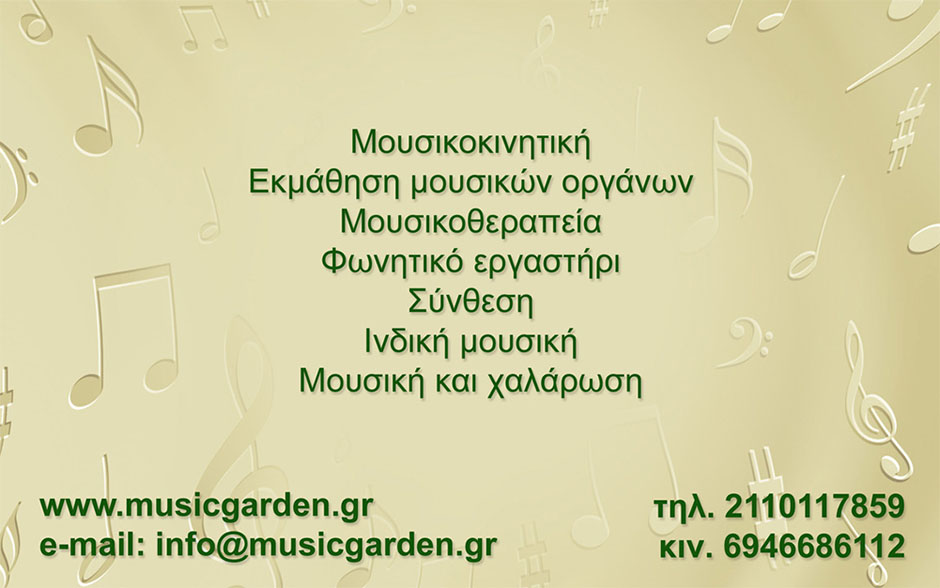 Μουσικοκινητική
Εκμάθηση μουσικών οργάνων
Μουσικοθεραπεία
Φωνητικό εργαστήρι
Σύνθεση
Ινδική μουσική
Μουσική και χαλάρωση
www.musicgarden.gr
e-mail: info@musicgarden.gr
τηλ. 2110117859
κιν. 6946686112